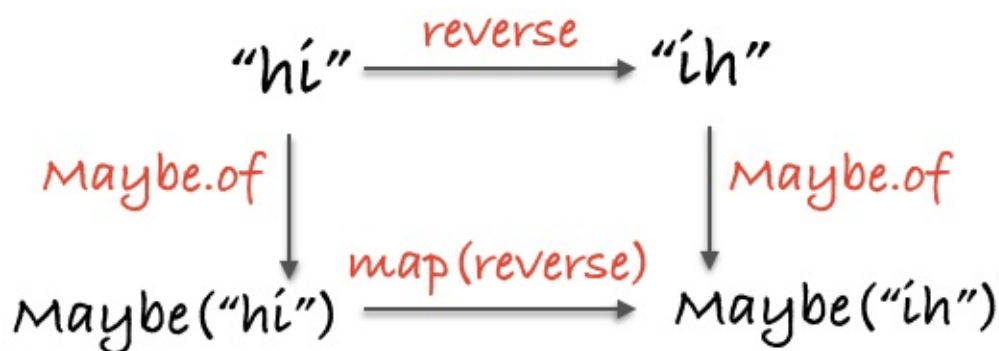 reverse
“hi” “ih”
Maybe.of Maybe.of
map(reverse)
Maybe(“hi”) Maybe(“ih”)